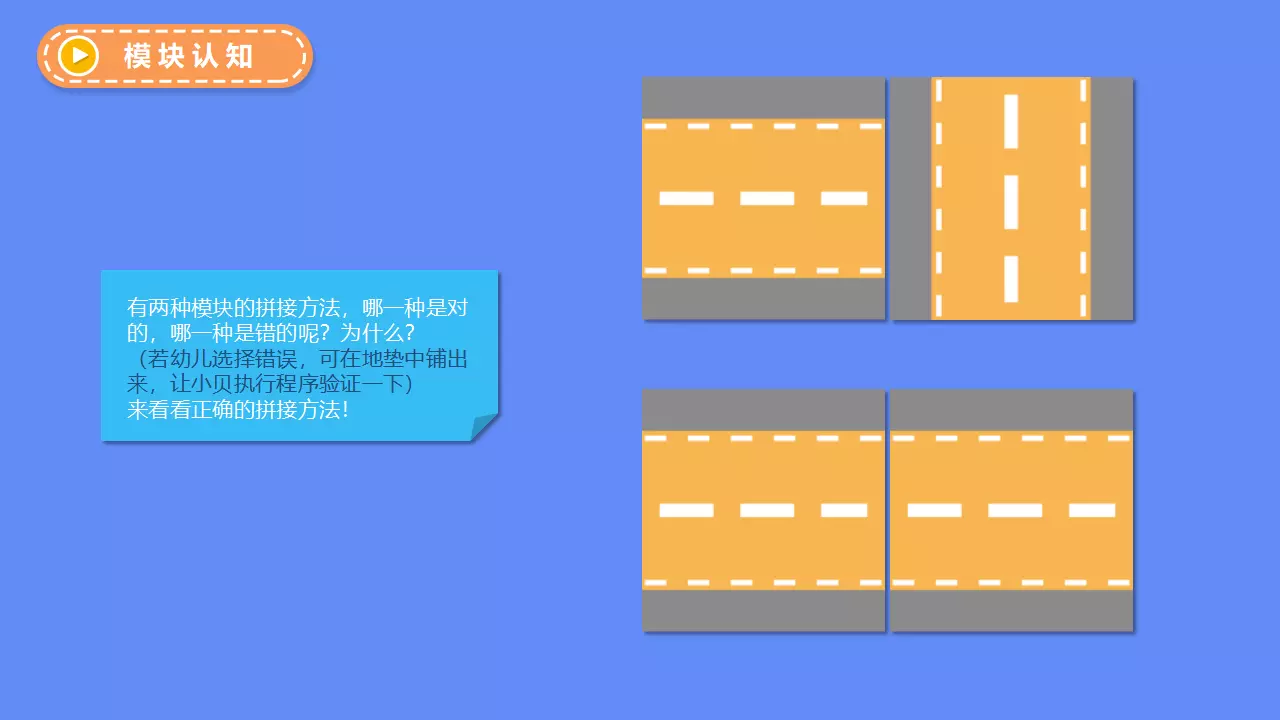 模块认知
有两种模块的拼接方法，哪一种是对
的，哪一种是错的呢？为什么？
（若幼儿选择错误，可在地垫中铺出
来，让小贝执行程序验证一下）
来看看正确的拼接方法！